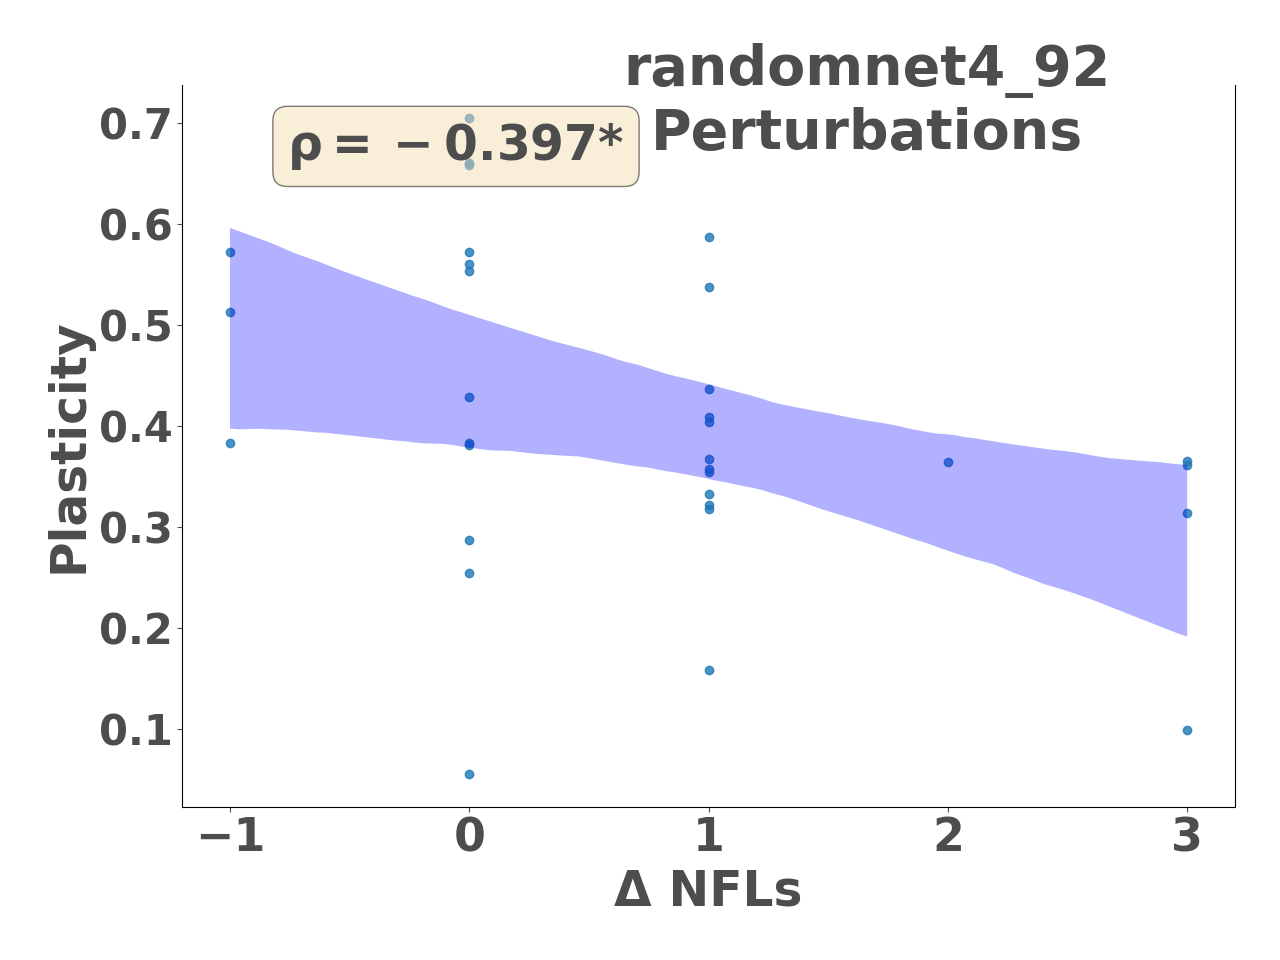 randomnet4_92
Perturbations
ρ = − 0.397*
0.7
0.6
0.5
0.4
0.3
0.2
0.1
Plasticity
−1 0 1 2 3
Δ NFLs